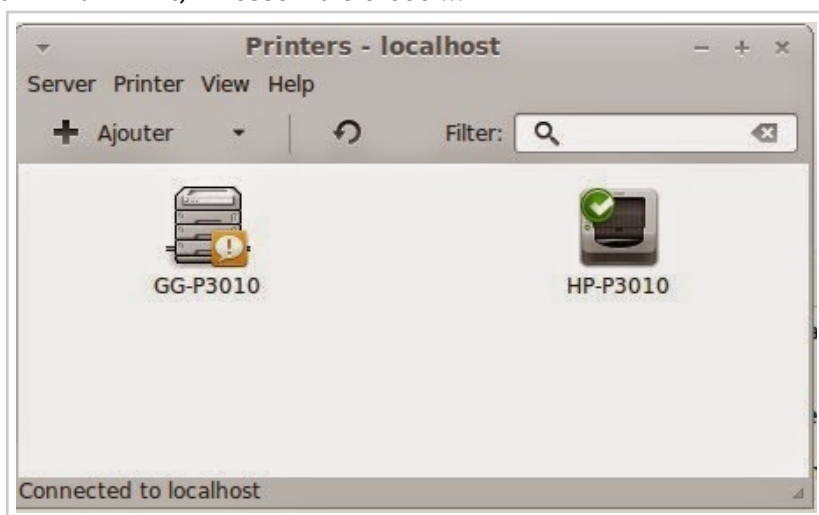 Printers - localhost
Server Printer View Help
Ajouter Filter:
GG-P3010 HP-P3010
Connected to localhost